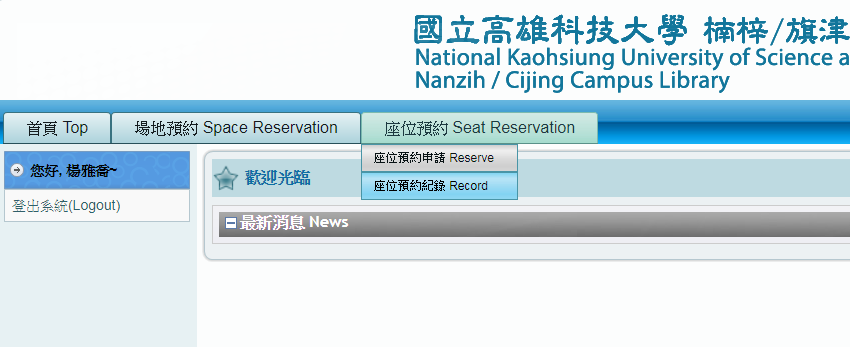 國立高雄科技大學 楠梓/旗津
National Kaohsiung University of Science a
Nanzih / Cijing Campus Library
首頁 Top
場地預約 Space Reservation
座位預約 Seat Reservation
座位預約申請 Reserve
座位預約紀錄 Record
您好, 楊雅喬~
登出系統(Logout)
歡迎光臨
最新消息 News